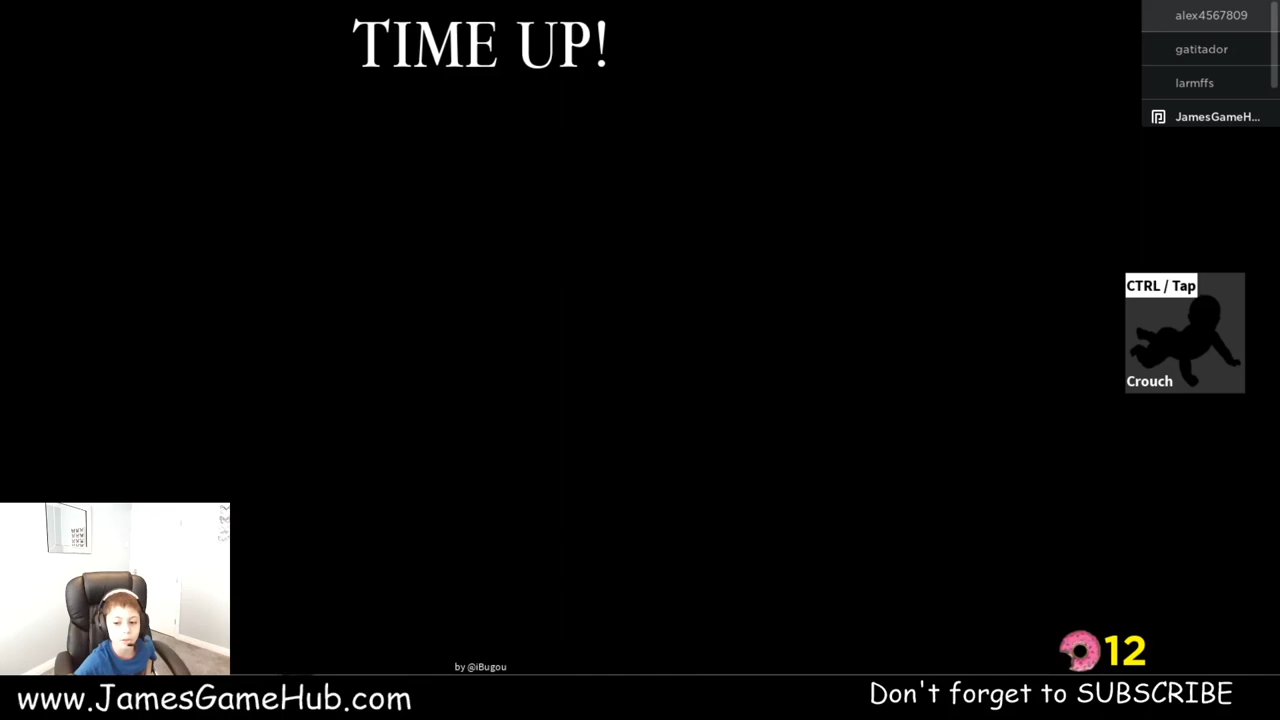 TIME UP!
alex4567809
gatitador
larmffs
JamesGameH...
CTRL / Tap
Crouch
12
by @iBugou
www.JamesGameHub.com
Don't forget to SUBSCRIBE